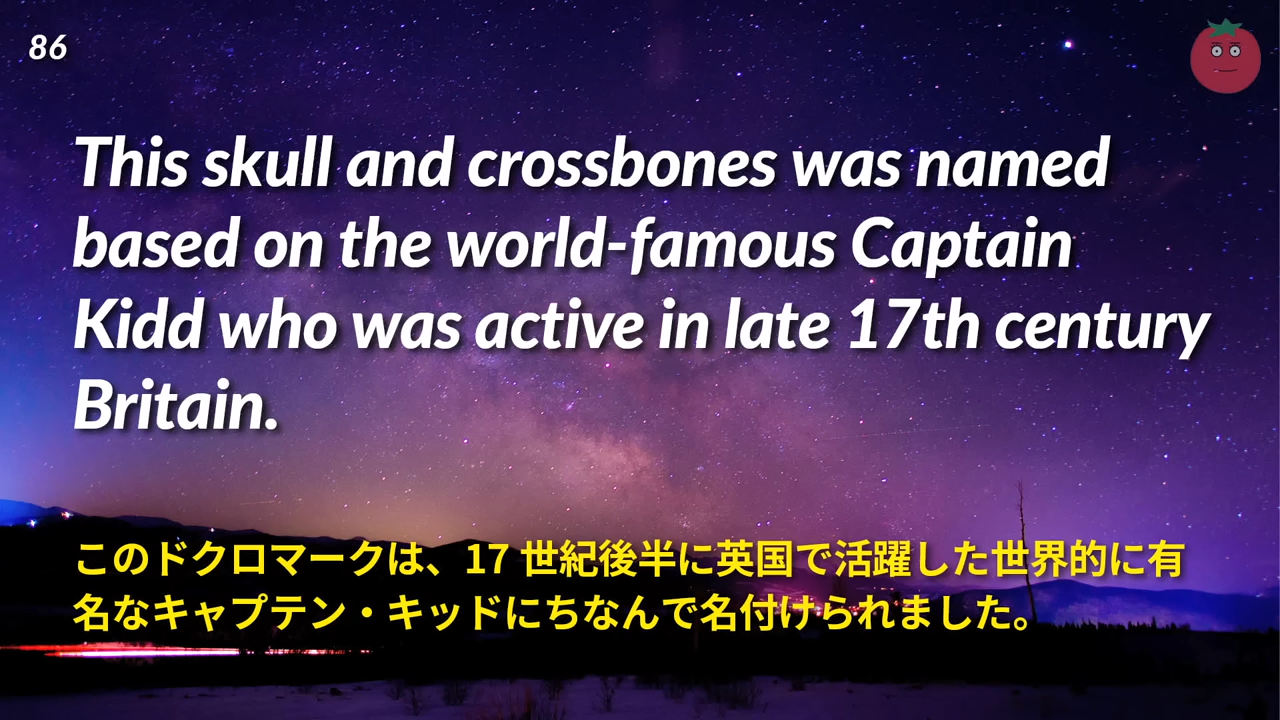 86
This skull and crossbones was named
based on the world-famous Captain
Kidd who was active in late 17th century
Britain.
このドクロマークは、17 世紀後半に英国で活躍した世界的に有
名なキャプテン・キッドにちなんで名付けられました。